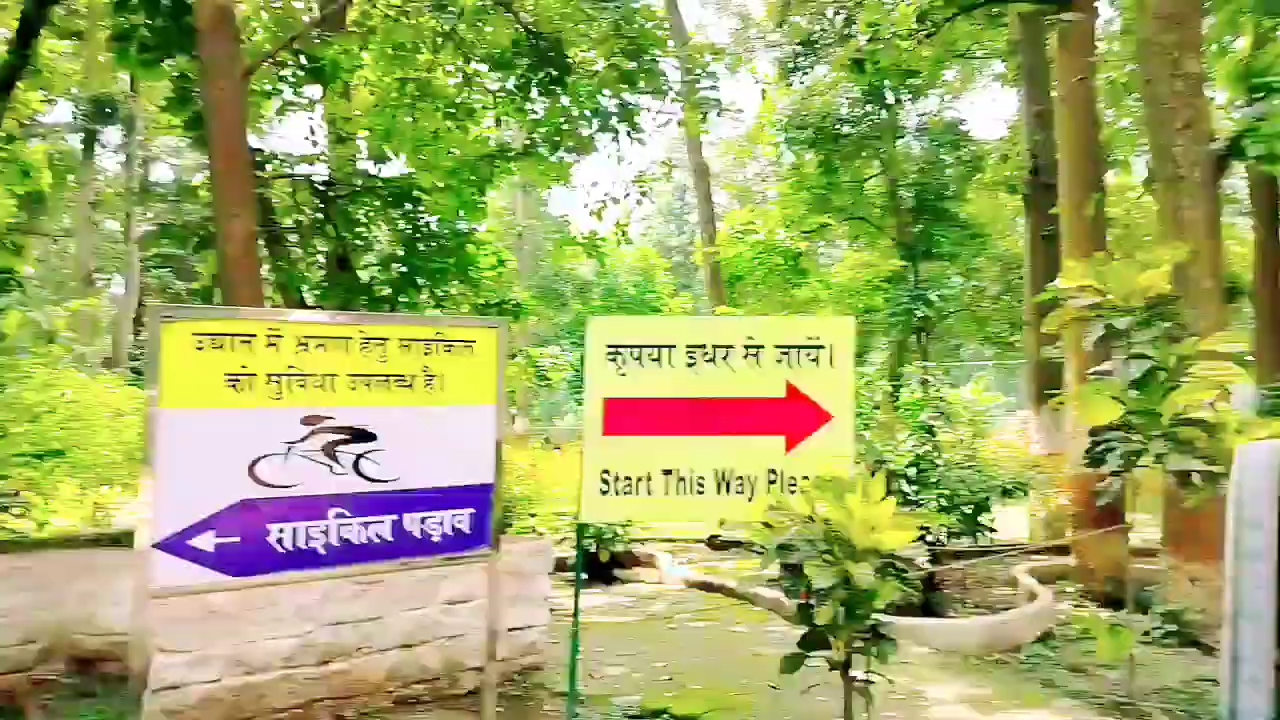 उद्यान में भ्रमण हेतु साइकिल
की सुविधा उपलब्ध है।
साइकिल पड़ाव
कृपया इधर से जायें।
Start This Way